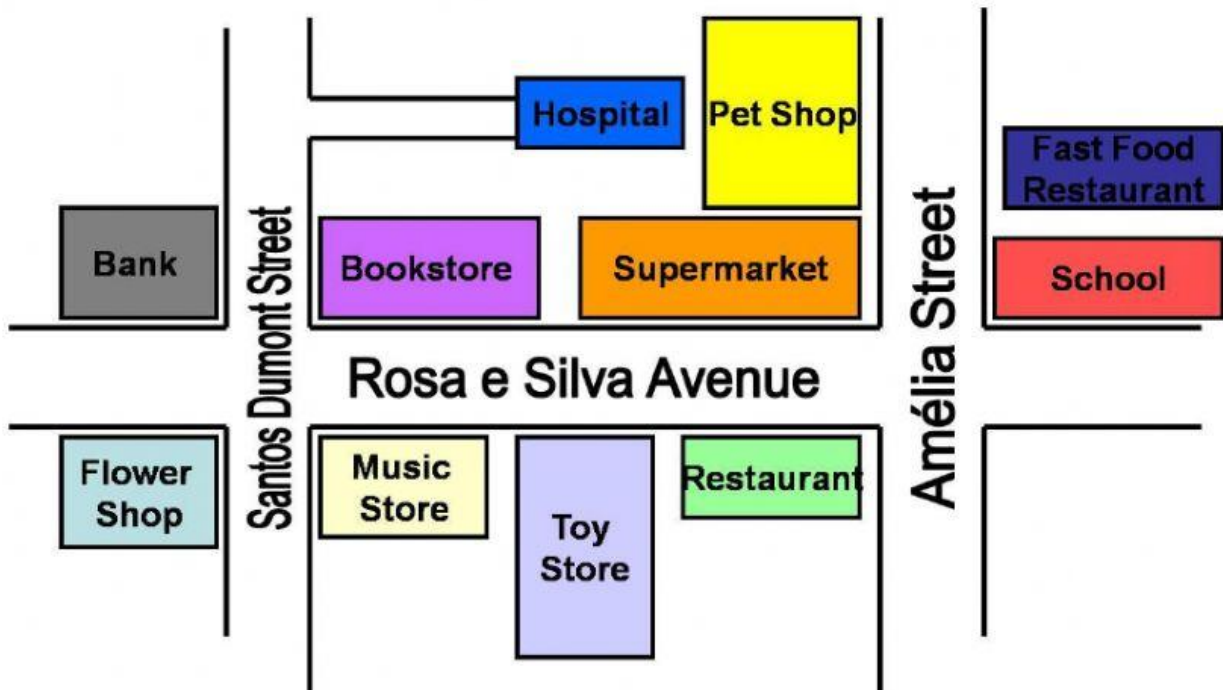 Hospital
Pet Shop
Fast Food
Restaurant
Bank
Santos Dumont Street
Bookstore
Supermarket
Amélia Street
School
Rosa e Silva Avenue
Flower
Shop
Music
Store
Toy
Store
Restaurant